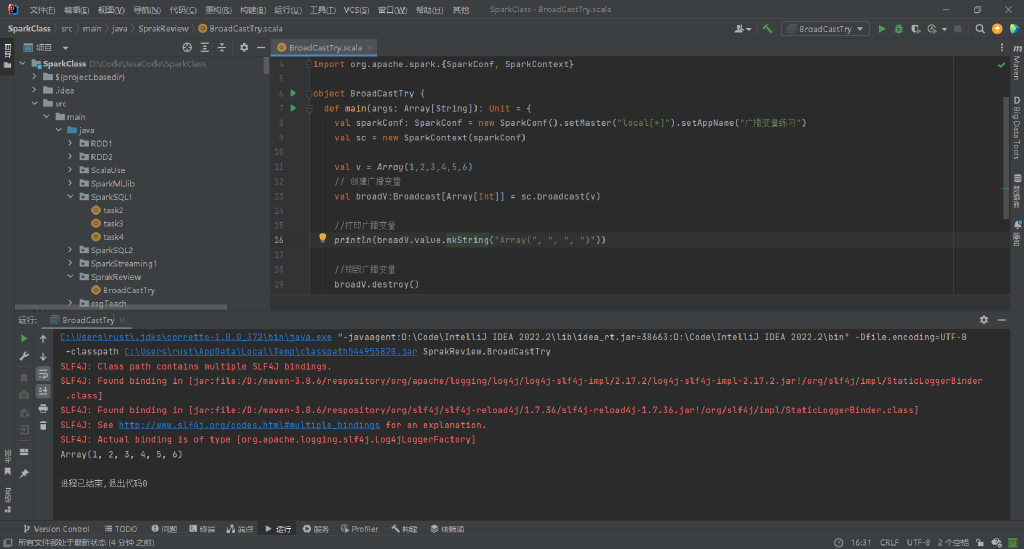 文件(F) 编辑(E) 视图(V) 导航(N) 代码(C) 重构(R) 构建(B) 运行(U) 工具(T) VCS(S) 窗口(W) 帮助(H) 其他 SparkClass - BroadCastTry.scala
SparkClass › src › main › java › SprakReview › BroadCastTry.scala
BroadCastTry
项目
BroadCastTry.scala
SparkClass D:\Code\JavaCode\SparkClass
${project.basedir}
.idea
src
main
java
RDD1
RDD2
ScalaUse
SparkMLlib
SparkSQL1
task2
task3
task4
SparkSQL2
SparkStreaming1
SprakReview
BroadCastTry
ssgTeach
4 import org.apache.spark.{SparkConf, SparkContext}
5
6 object BroadCastTry {
7 def main(args: Array[String]): Unit = {
8 val sparkConf: SparkConf = new SparkConf().setMaster("local[*]").setAppName("广播变量练习")
9 val sc = new SparkContext(sparkConf)
10
11 val v = Array(1,2,3,4,5,6)
12 // 创建广播变量
13 val broadV:Broadcast[Array[Int]] = sc.broadcast(v)
14
15 //打印广播变量
16 println(broadV.value.mkString("Array(", ", ", ")"))
17
18 //销毁广播变量
19 broadV.destroy()
Maven
Big Data Tools
数据库
通知
运行: BroadCastTry
C:\Users\rust\.jdks\corretto-1.8.0_372\bin\java.exe "-javaagent:D:\Code\IntelliJ IDEA 2022.2\lib\idea_rt.jar=38663:D:\Code\IntelliJ IDEA 2022.2\bin" -Dfile.encoding=UTF-8
-classpath C:\Users\rust\AppData\Local\Temp\classpath544955870.jar SprakReview.BroadCastTry
SLF4J: Class path contains multiple SLF4J bindings.
SLF4J: Found binding in [jar:file:/D:/maven-3.8.6/respository/org/apache/logging/log4j/log4j-slf4j-impl/2.17.2/log4j-slf4j-impl-2.17.2.jar!/org/slf4j/impl/StaticLoggerBinder
.class]
SLF4J: Found binding in [jar:file:/D:/maven-3.8.6/respository/org/slf4j/slf4j-reload4j/1.7.36/slf4j-reload4j-1.7.36.jar!/org/slf4j/impl/StaticLoggerBinder.class]
SLF4J: See http://www.slf4j.org/codes.html#multiple_bindings for an explanation.
SLF4J: Actual binding is of type [org.apache.logging.slf4j.Log4jLoggerFactory]
Array(1, 2, 3, 4, 5, 6)
进程已结束,退出代码0
Version Control TODO 问题 终端 端点 运行 服务 Profiler 构建 依赖项
所有文件都处于最新状态 (4 分钟 之前) 16:31 CRLF UTF-8 2 个空格